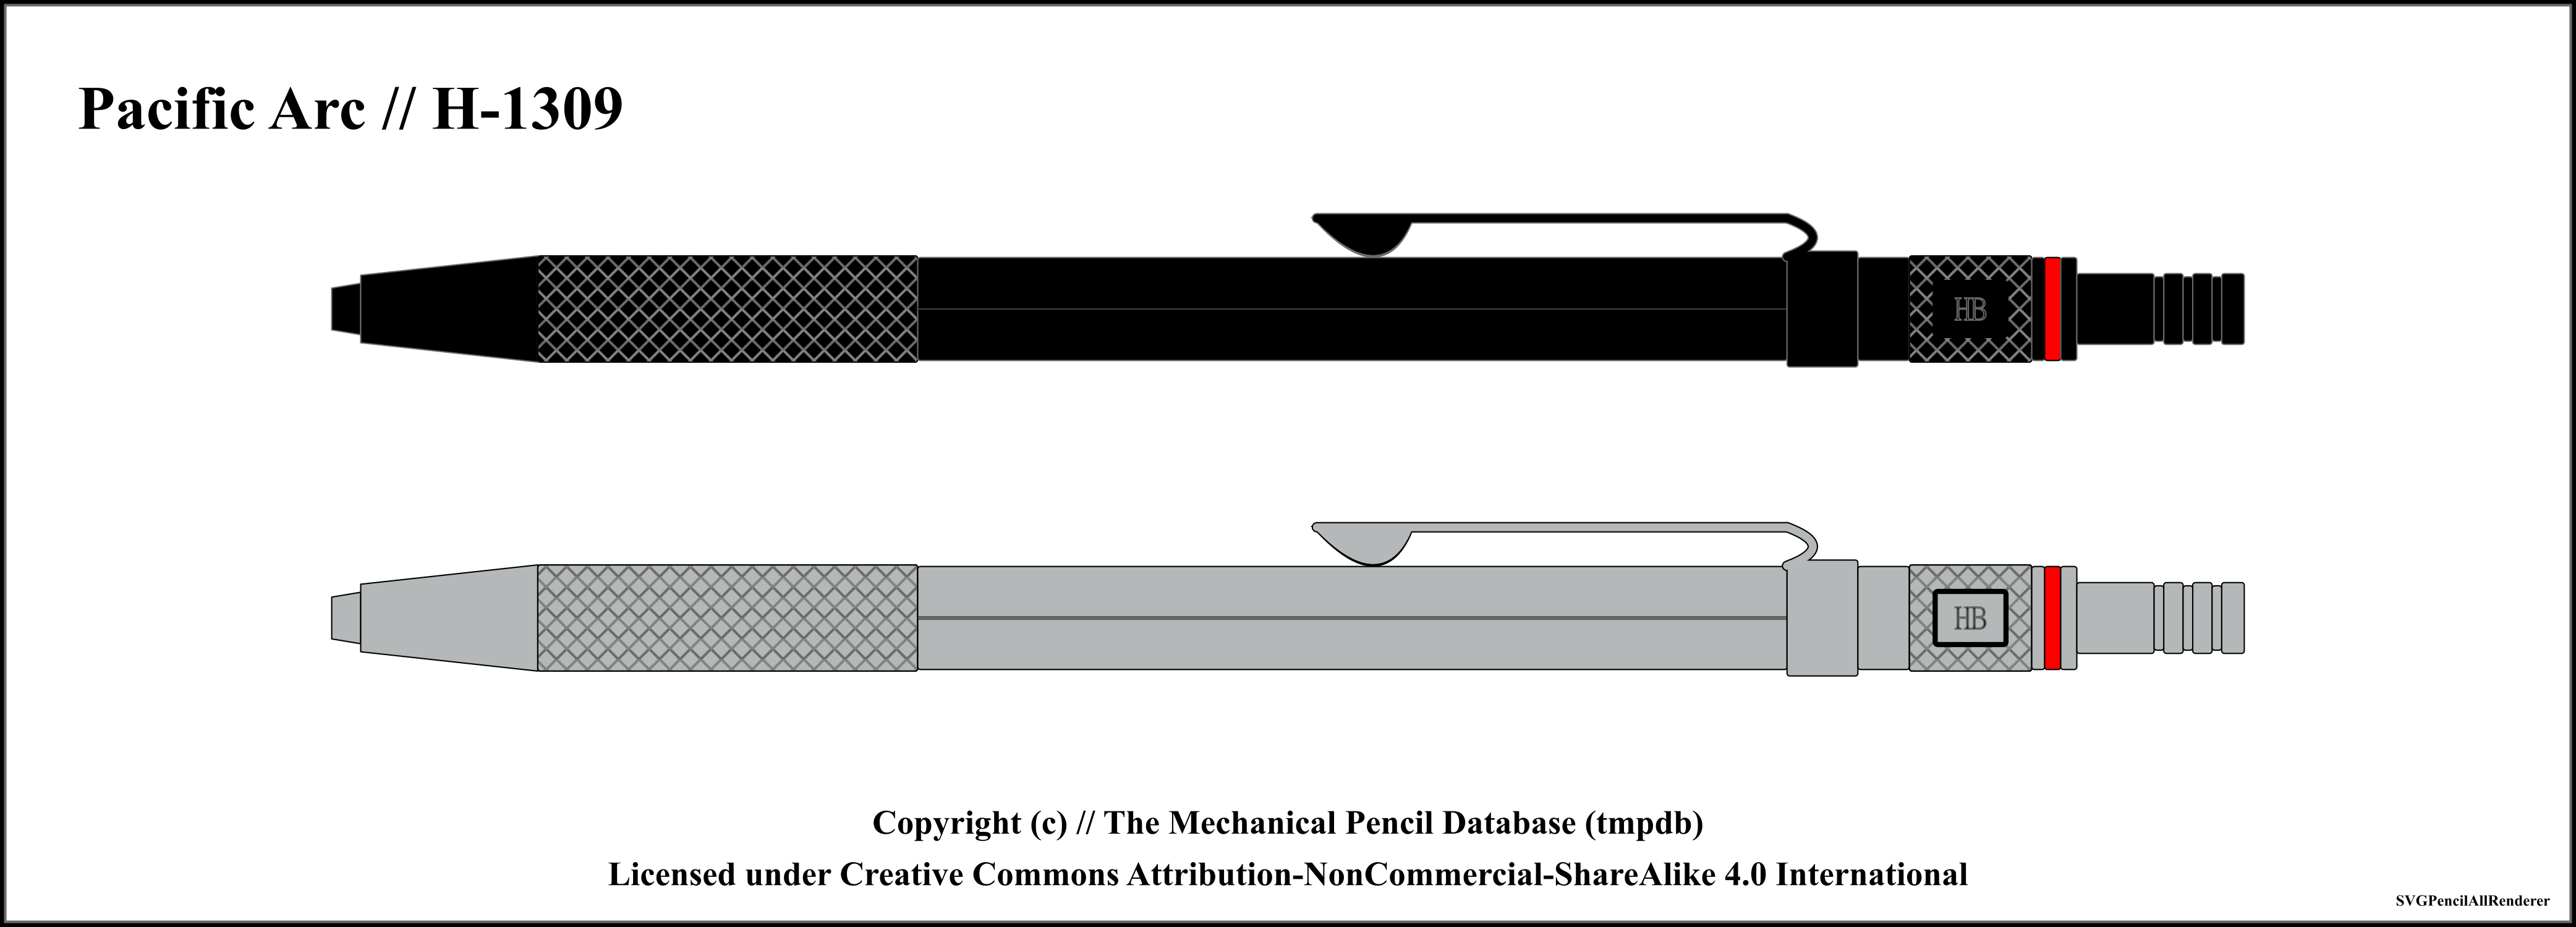 Pacific Arc // H-1309
HB
HB
Copyright (c) // The Mechanical Pencil Database (tmpdb)
Licensed under Creative Commons Attribution-NonCommercial-ShareAlike 4.0 International
SVGPencilAllRenderer